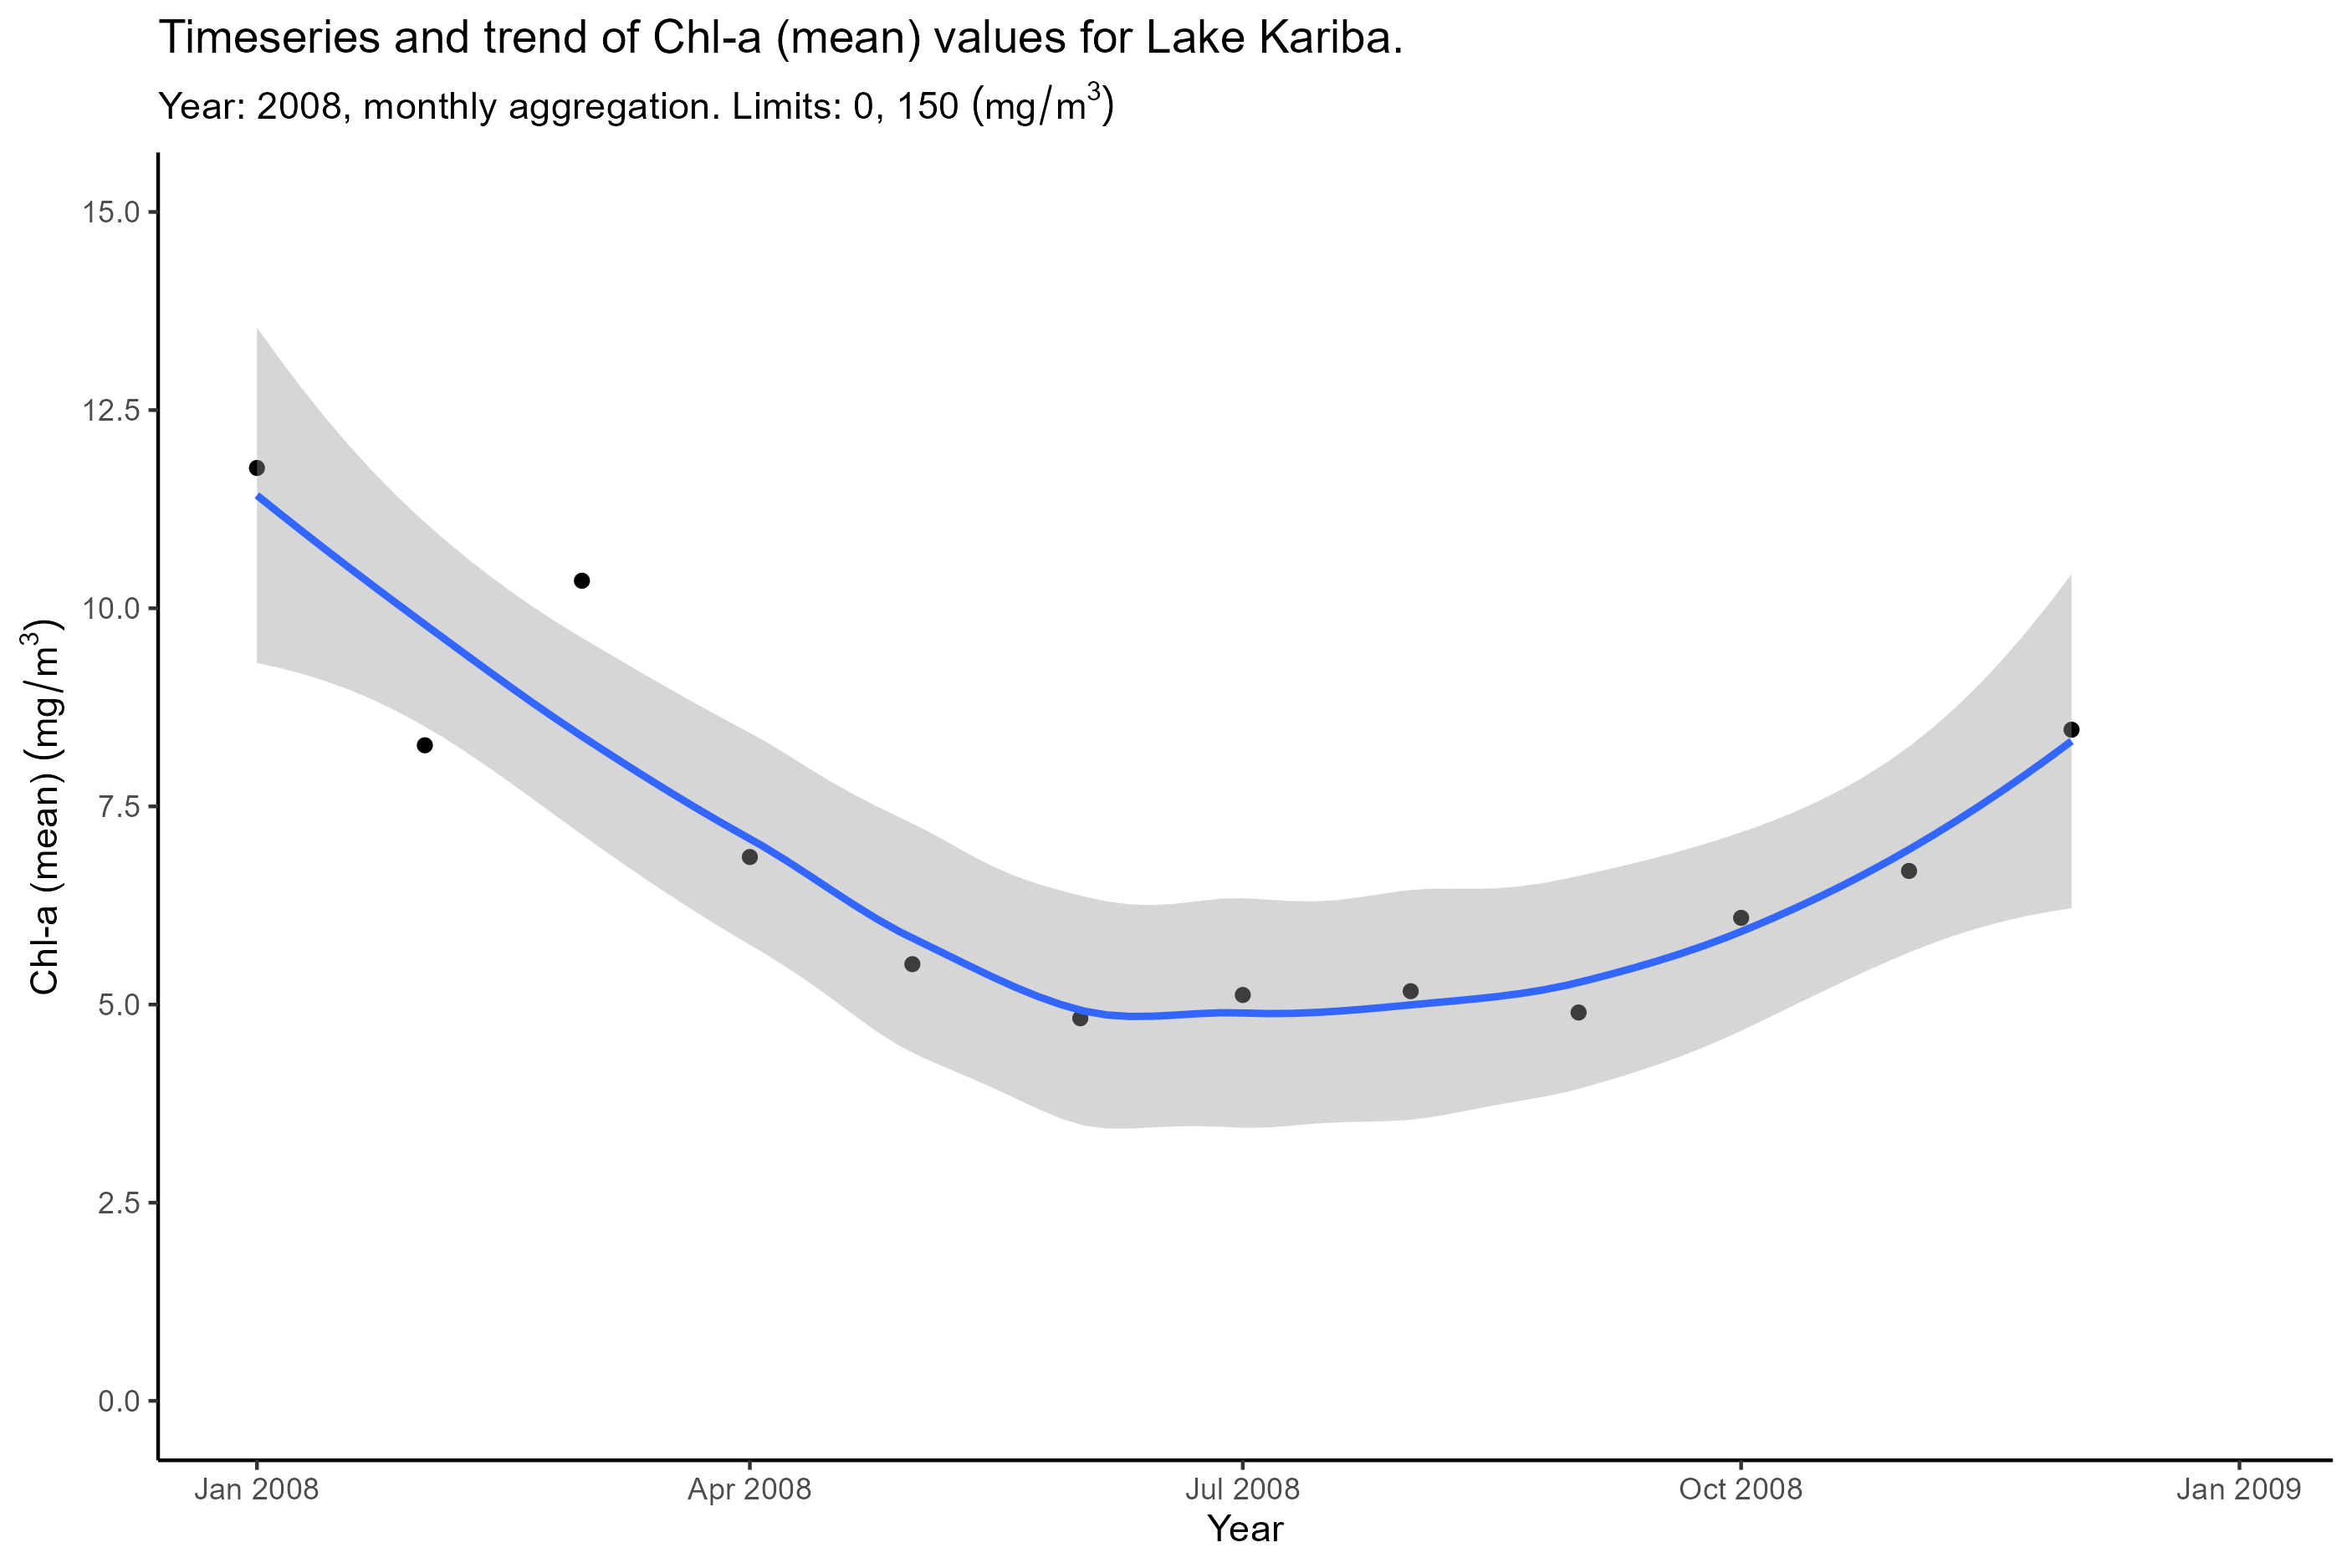 Timeseries and trend of Chl-a (mean) values for Lake Kariba.
Year: 2008, monthly aggregation. Limits: 0, 150 (mg/m³)
Chl-a (mean) (mg/m³)
15.0
12.5
10.0
7.5
5.0
2.5
0.0
Jan 2008 Apr 2008 Jul 2008 Oct 2008 Jan 2009
Year